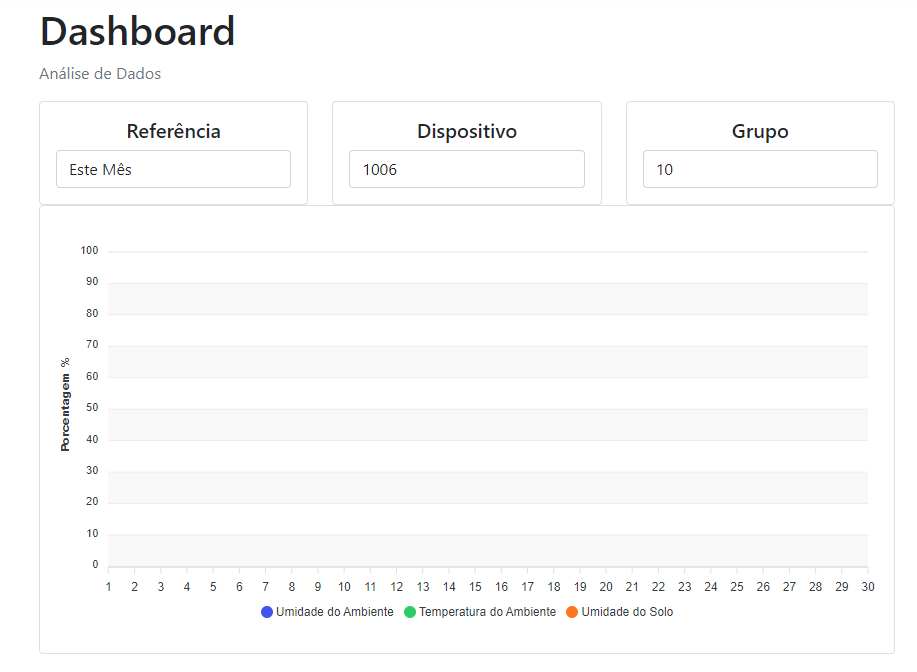 Dashboard
Análise de Dados
Referência
Dispositivo
Grupo
Este Mês
1006
10
100
90
80
70
60
50
40
30
20
10
0
Porcentagem %
1 2 3 4 5 6 7 8 9 10 11 12 13 14 15 16 17 18 19 20 21 22 23 24 25 26 27 28 29 30
Umidade do Ambiente Temperatura do Ambiente Umidade do Solo